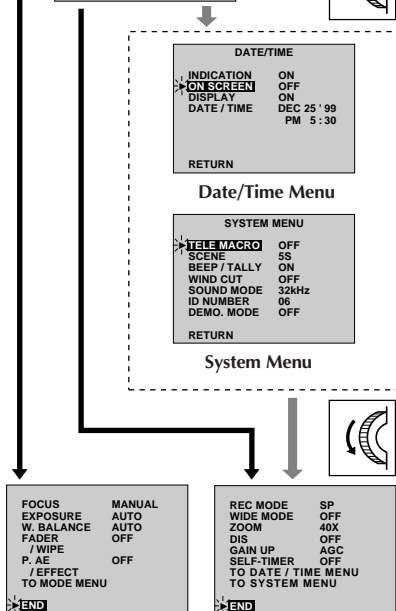 DATE/TIME
INDICATION ON
ON SCREEN OFF
DISPLAY ON
DATE / TIME DEC 25 ' 99
PM 5 : 30
RETURN
Date/Time Menu
SYSTEM MENU
TELE MACRO OFF
SCENE 5S
BEEP / TALLY ON
WIND CUT OFF
SOUND MODE 32kHz
ID NUMBER 06
DEMO. MODE OFF
RETURN
System Menu
FOCUS MANUAL
EXPOSURE AUTO
W. BALANCE AUTO
FADER OFF
/ WIPE
P. AE OFF
/ EFFECT
TO MODE MENU
END
REC MODE SP
WIDE MODE OFF
ZOOM 40X
DIS OFF
GAIN UP AGC
SELF-TIMER OFF
TO DATE / TIME MENU
TO SYSTEM MENU
END